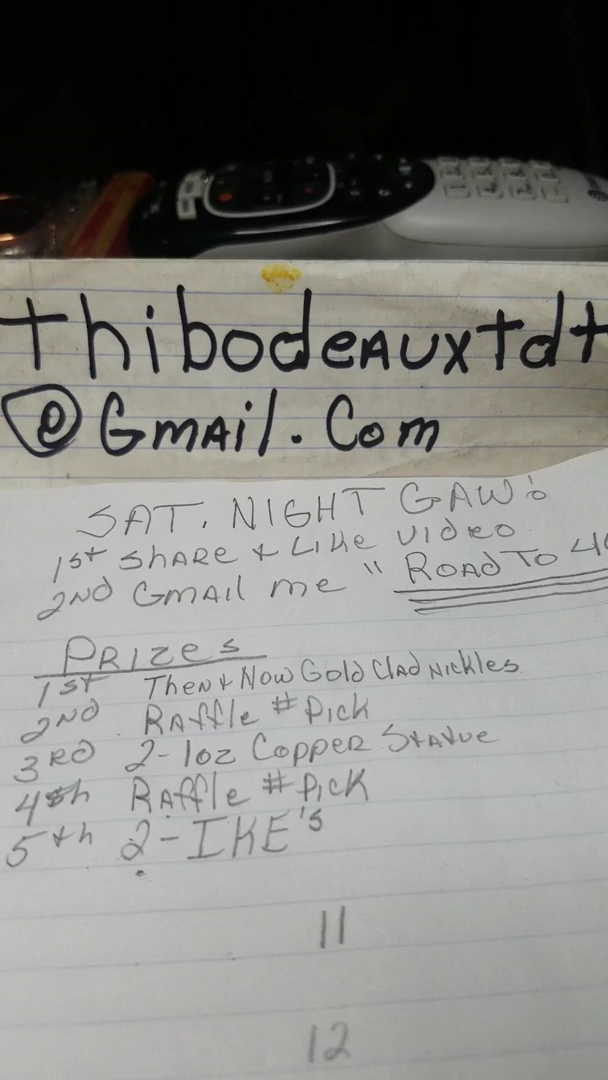 thibodeauxtdt
@Gmail.Com
SAT. NIGHT GAW:
1st SHARE & LIKE VIDEO
2ND GMAIL me " ROAD TO 40
PRIZES
1ST Then & Now Gold Clad Nickles
2ND Raffle # Pick
3RD 2-1oz Copper Statue
4th Raffle # Pick
5th 2-IKE's
11
12